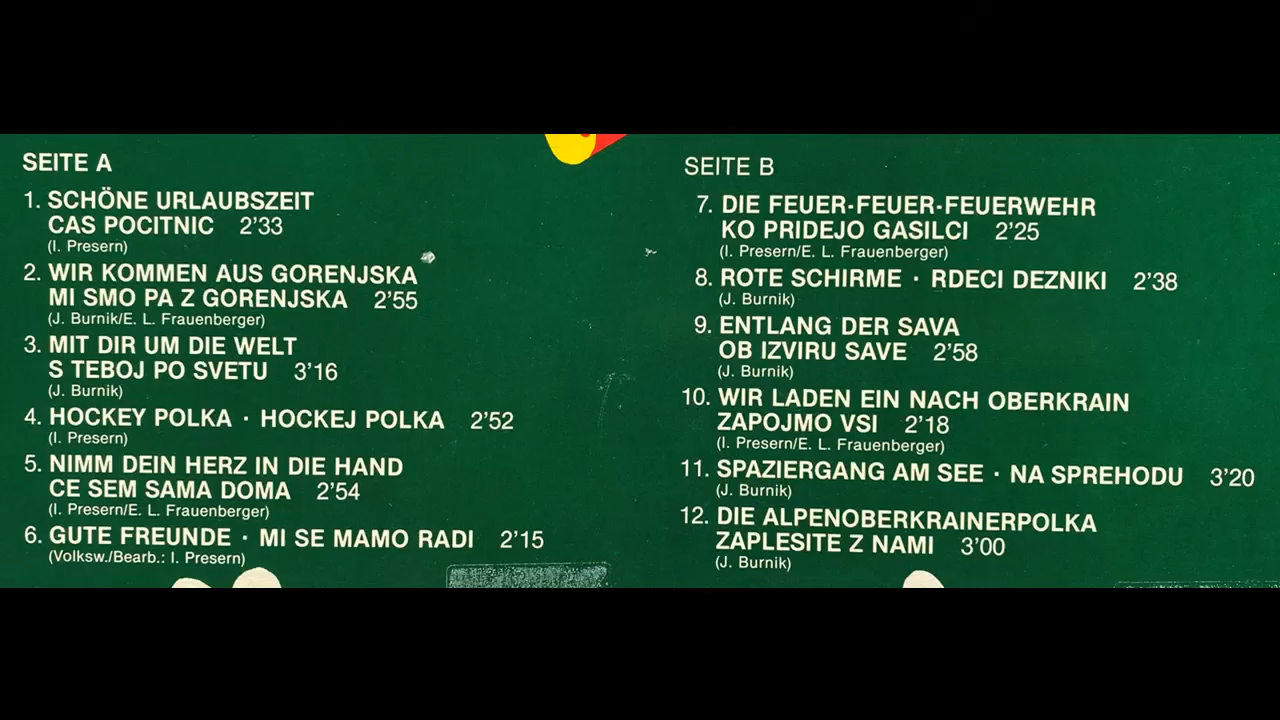 SEITE A
1. SCHÖNE URLAUBSZEIT
CAS POCITNIC 2'33
(I. Presern)
2. WIR KOMMEN AUS GORENJSKA
MI SMO PA Z GORENJSKA 2'55
(J. Burnik/E. L. Frauenberger)
3. MIT DIR UM DIE WELT
S TEBOJ PO SVETU 3'16
(J. Burnik)
4. HOCKEY POLKA · HOCKEJ POLKA 2'52
(I. Presern)
5. NIMM DEIN HERZ IN DIE HAND
CE SEM SAMA DOMA 2'54
(I. Presern/E. L. Frauenberger)
6. GUTE FREUNDE · MI SE MAMO RADI 2'15
(Volksw./Bearb.: I. Presern)
SEITE B
7. DIE FEUER-FEUER-FEUERWEHR
KO PRIDEJO GASILCI 2'25
(I. Presern/E. L. Frauenberger)
8. ROTE SCHIRME · RDECI DEZNIKI 2'38
(J. Burnik)
9. ENTLANG DER SAVA
OB IZVIRU SAVE 2'58
(J. Burnik)
10. WIR LADEN EIN NACH OBERKRAIN
ZAPOJMO VSI 2'18
(I. Presern/E. L. Frauenberger)
11. SPAZIERGANG AM SEE · NA SPREHODU 3'20
(J. Burnik)
12. DIE ALPENOBERKRAINERPOLKA
ZAPLESITE Z NAMI 3'00
(J. Burnik)